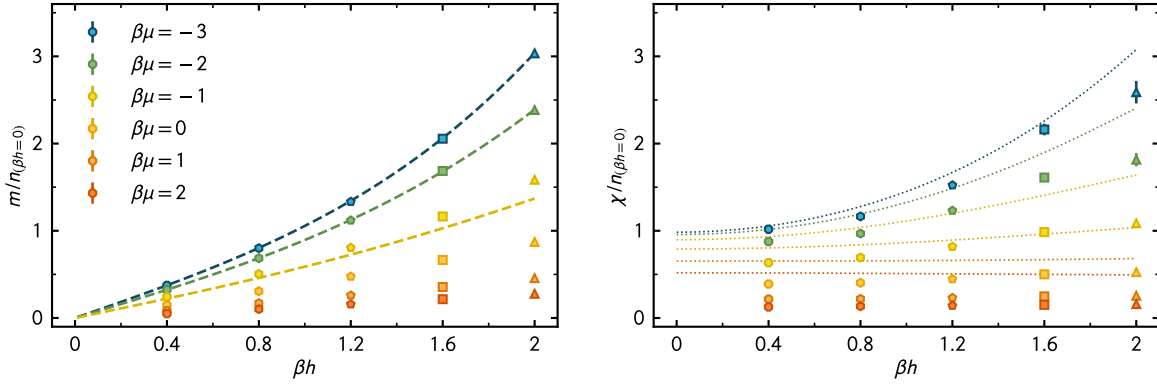 3
2
1
0
m/n(βh=0)
βμ = −3
βμ = −2
βμ = −1
βμ = 0
βμ = 1
βμ = 2
0 0.4 0.8 1.2 1.6 2
βh
3
2
1
0
χ/n(βh=0)
0 0.4 0.8 1.2 1.6 2
βh